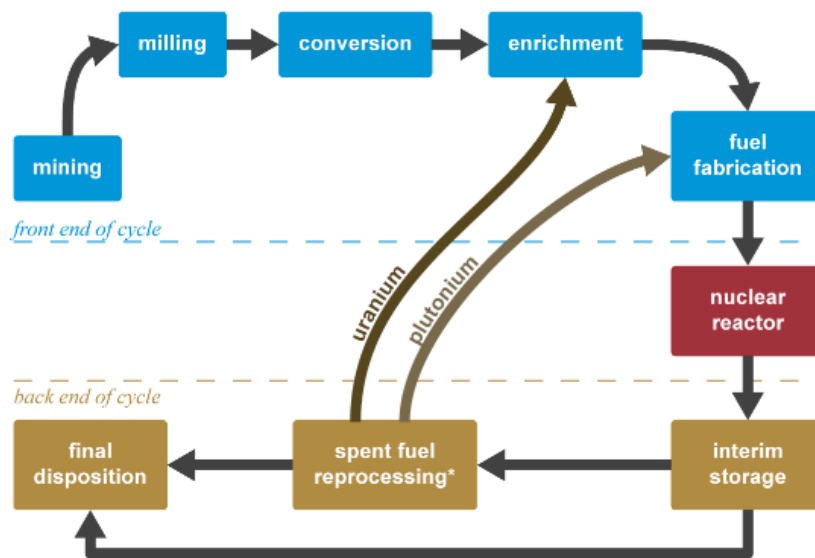 milling
conversion
enrichment
mining
fuel
fabrication
front end of cycle
uranium
plutonium
nuclear
reactor
back end of cycle
final
disposition
spent fuel
reprocessing*
interim
storage